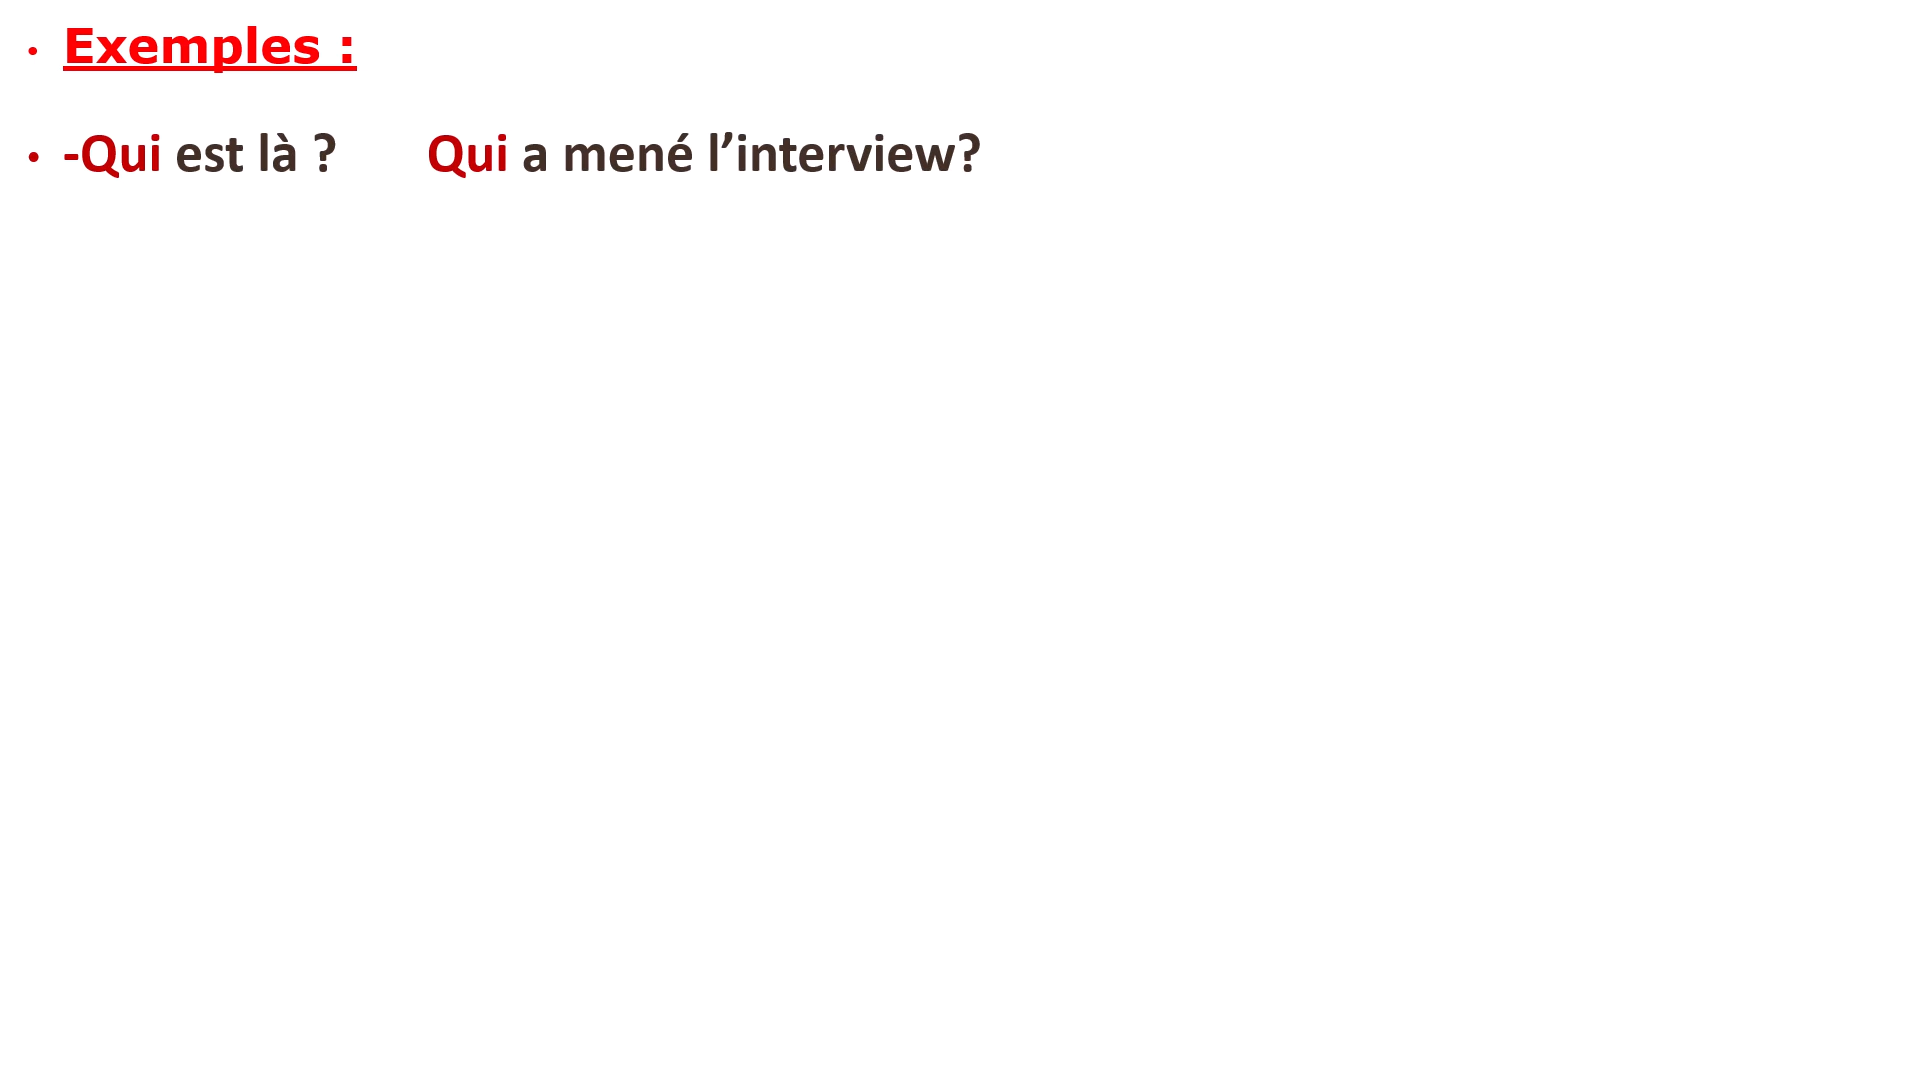 • Exemples :
• -Qui est là ? Qui a mené l’interview?